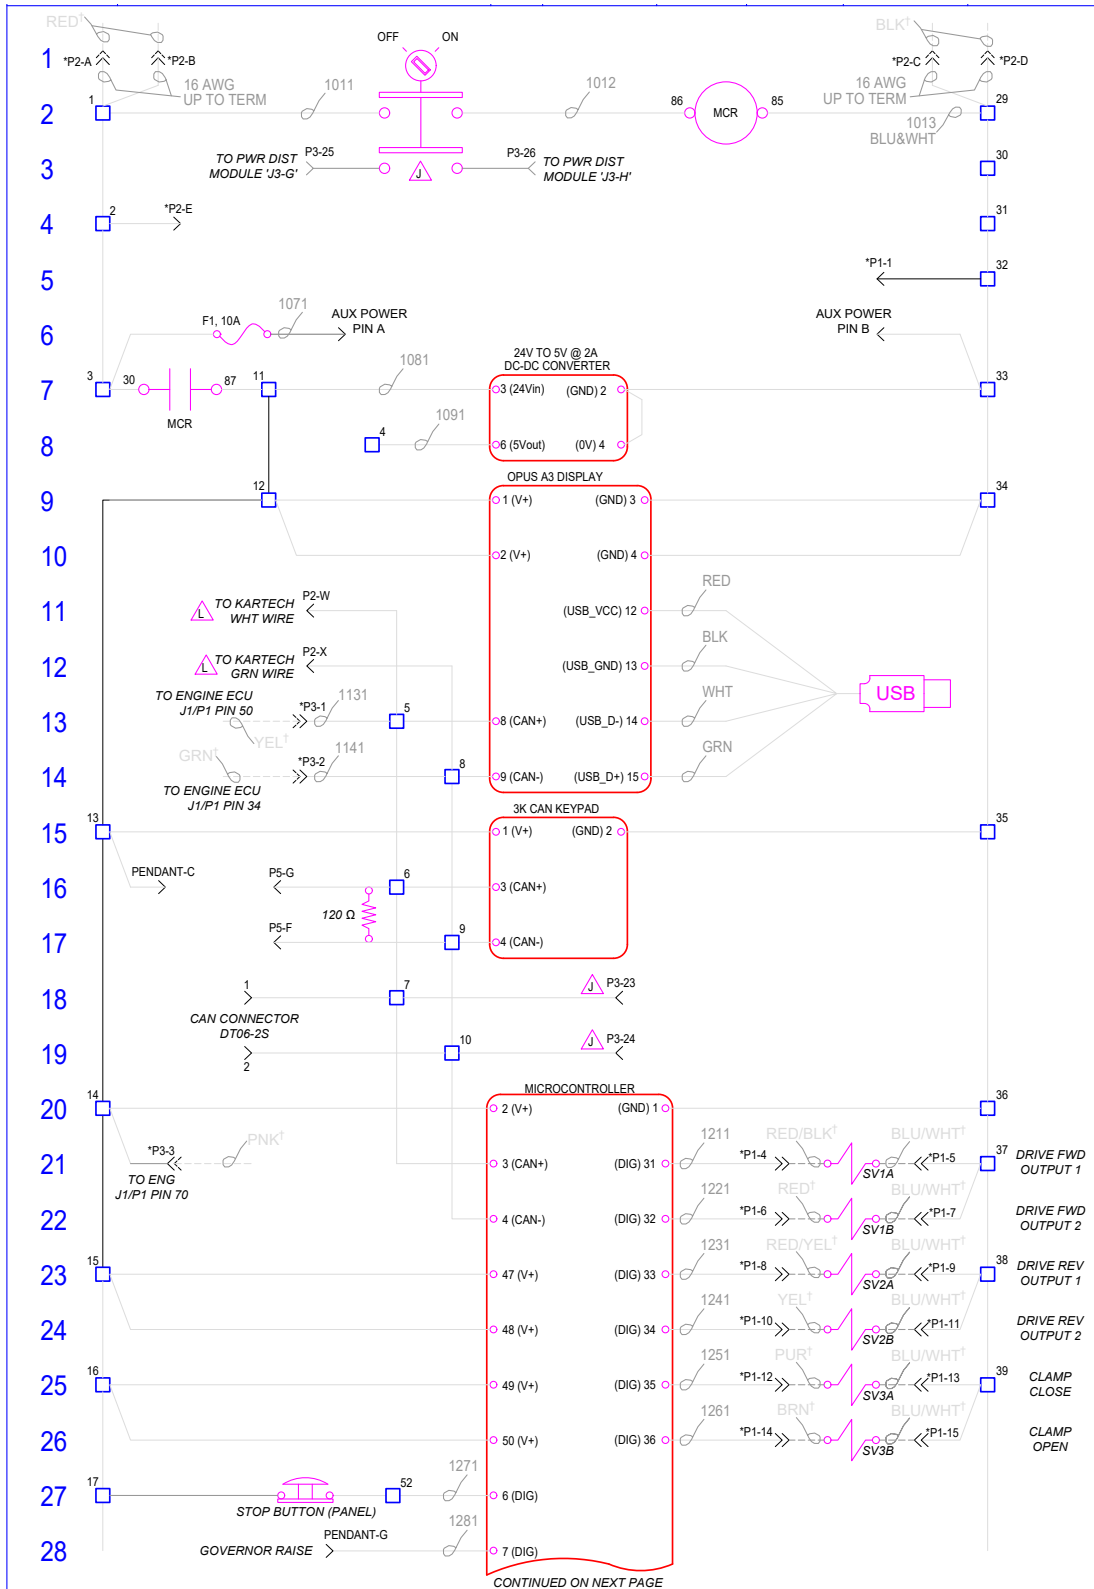 RED†
BLK†
OFF
ON
1
*P2-A
*P2-B
*P2-C
*P2-D
16 AWG
UP TO TERM
16 AWG
UP TO TERM
2
1
1011
1012
86
MCR
85
29
1013
BLU&WHT
3
TO PWR DIST
MODULE 'J3-G'
P3-25
J
P3-26
TO PWR DIST
MODULE 'J3-H'
30
4
2
*P2-E
31
5
*P1-1
32
6
F1, 10A
1071
AUX POWER
PIN A
AUX POWER
PIN B
24V TO 5V @ 2A
DC-DC CONVERTER
7
3
30
87
MCR
11
1081
3 (24Vin)
(GND) 2
33
8
4
1091
6 (5Vout)
(0V) 4
OPUS A3 DISPLAY
9
12
1 (V+)
(GND) 3
34
10
2 (V+)
(GND) 4
11
L
TO KARTECH
WHT WIRE
P2-W
(USB_VCC) 12
RED
12
L
TO KARTECH
GRN WIRE
P2-X
(USB_GND) 13
BLK
USB
13
TO ENGINE ECU
J1/P1 PIN 50
*P3-1
1131
YEL†
5
8 (CAN+)
(USB_D-) 14
WHT
14
GRN†
*P3-2
1141
TO ENGINE ECU
J1/P1 PIN 34
8
9 (CAN-)
(USB_D+) 15
GRN
3K CAN KEYPAD
15
13
1 (V+)
(GND) 2
35
16
PENDANT-C
P5-G
6
3 (CAN+)
120 Ω
17
P5-F
9
4 (CAN-)
18
1
7
J
P3-23
CAN CONNECTOR
DT06-2S
19
2
10
J
P3-24
MICROCONTROLLER
20
14
2 (V+)
(GND) 1
36
21
*P3-3
PNK†
TO ENG
J1/P1 PIN 70
3 (CAN+)
(DIG) 31
1211
*P1-4
RED/BLK†
SV1A
BLU/WHT†
*P1-5
37
DRIVE FWD
OUTPUT 1
22
4 (CAN-)
(DIG) 32
1221
*P1-6
RED†
SV1B
BLU/WHT†
*P1-7
DRIVE FWD
OUTPUT 2
23
15
47 (V+)
(DIG) 33
1231
*P1-8
RED/YEL†
SV2A
BLU/WHT†
*P1-9
38
DRIVE REV
OUTPUT 1
24
48 (V+)
(DIG) 34
1241
*P1-10
YEL†
SV2B
BLU/WHT†
*P1-11
DRIVE REV
OUTPUT 2
25
16
49 (V+)
(DIG) 35
1251
*P1-12
PUR†
SV3A
BLU/WHT†
*P1-13
39
CLAMP
CLOSE
26
50 (V+)
(DIG) 36
1261
*P1-14
BRN†
SV3B
BLU/WHT†
*P1-15
CLAMP
OPEN
27
17
STOP BUTTON (PANEL)
52
1271
6 (DIG)
28
GOVERNOR RAISE
PENDANT-G
1281
7 (DIG)
CONTINUED ON NEXT PAGE